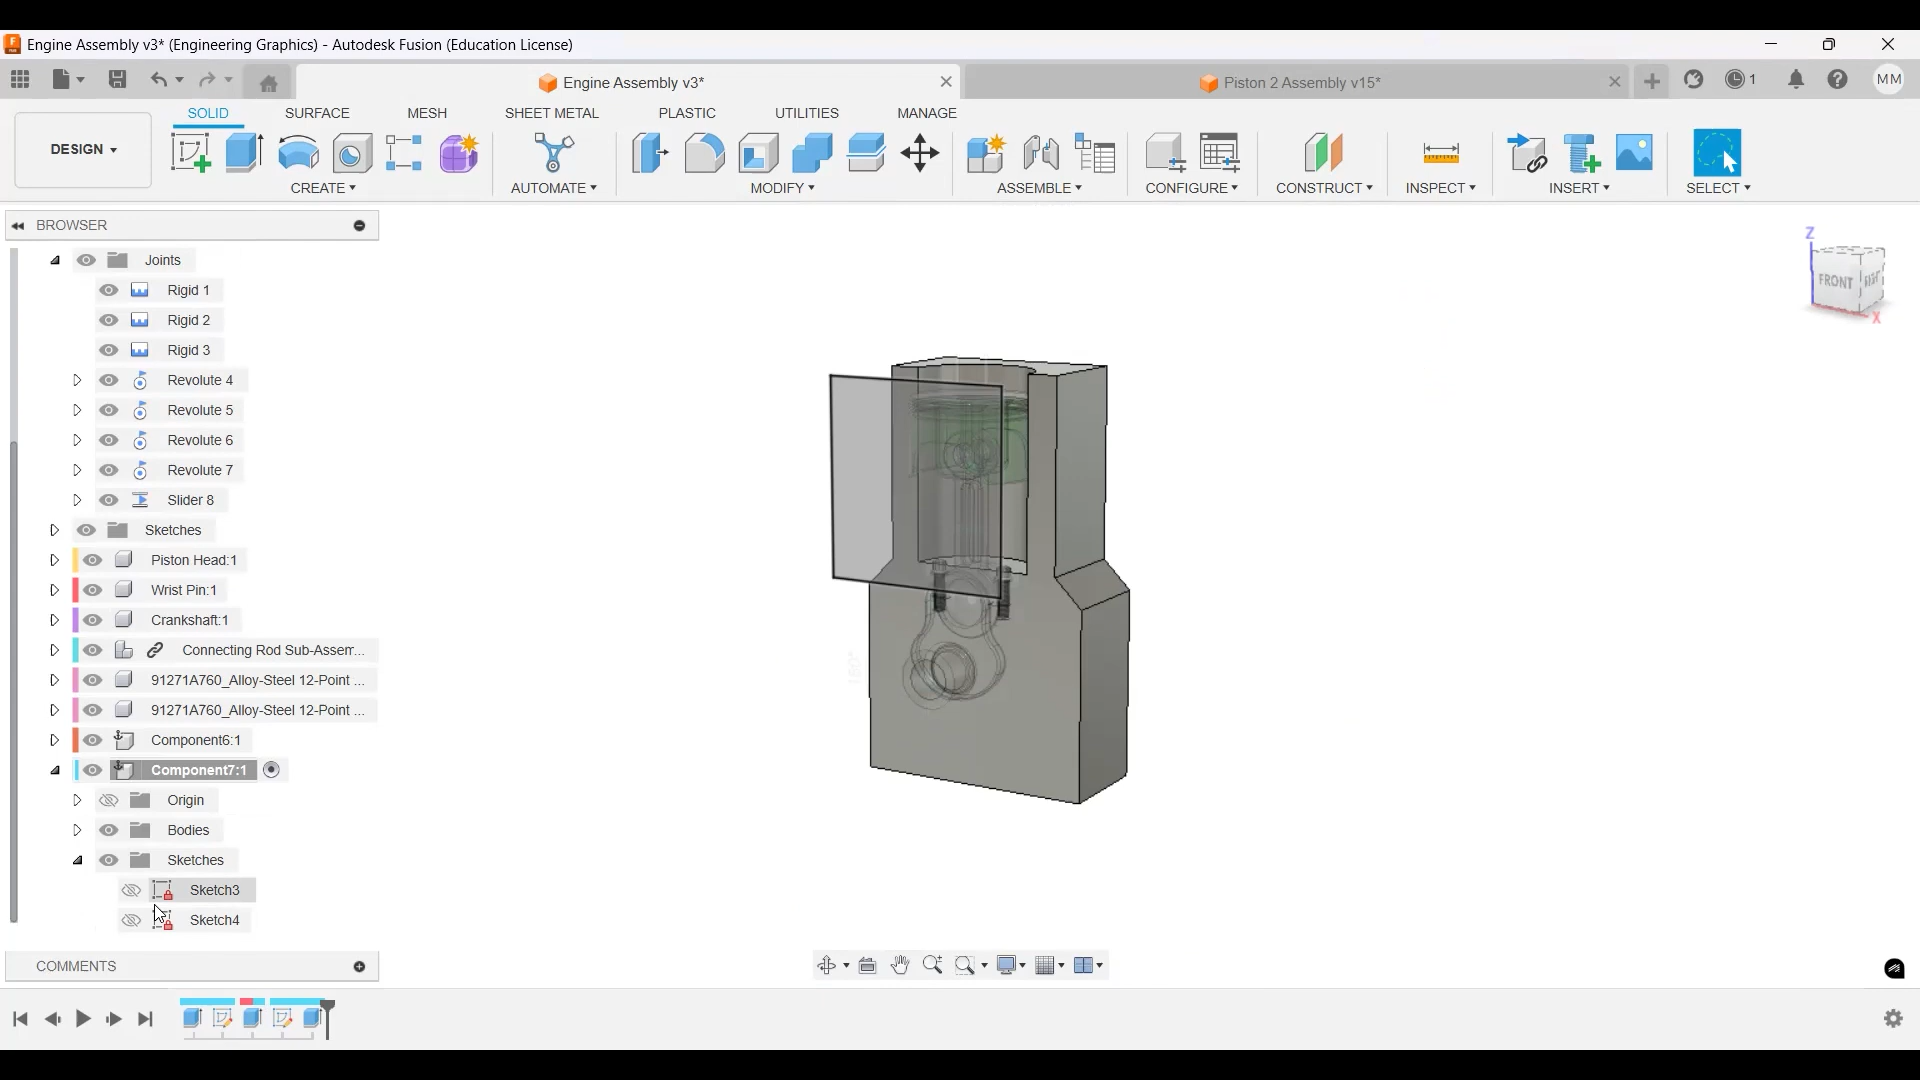 Engine Assembly v3* (Engineering Graphics) - Autodesk Fusion (Education License)
Engine Assembly v3*
Piston 2 Assembly v15*
1
MM
DESIGN
SOLID
SURFACE
MESH
SHEET METAL
PLASTIC
UTILITIES
MANAGE
CREATE
AUTOMATE
MODIFY
ASSEMBLE
CONFIGURE
CONSTRUCT
INSPECT
INSERT
SELECT
BROWSER
Joints
Rigid 1
Rigid 2
Rigid 3
Revolute 4
Revolute 5
Revolute 6
Revolute 7
Slider 8
Sketches
Piston Head:1
Wrist Pin:1
Crankshaft:1
Connecting Rod Sub-Assem...
91271A760_Alloy-Steel 12-Point ...
91271A760_Alloy-Steel 12-Point ...
Component6:1
Component7:1
Origin
Bodies
Sketches
Sketch3
Sketch4
COMMENTS
Z
FRONT
RIGHT
X